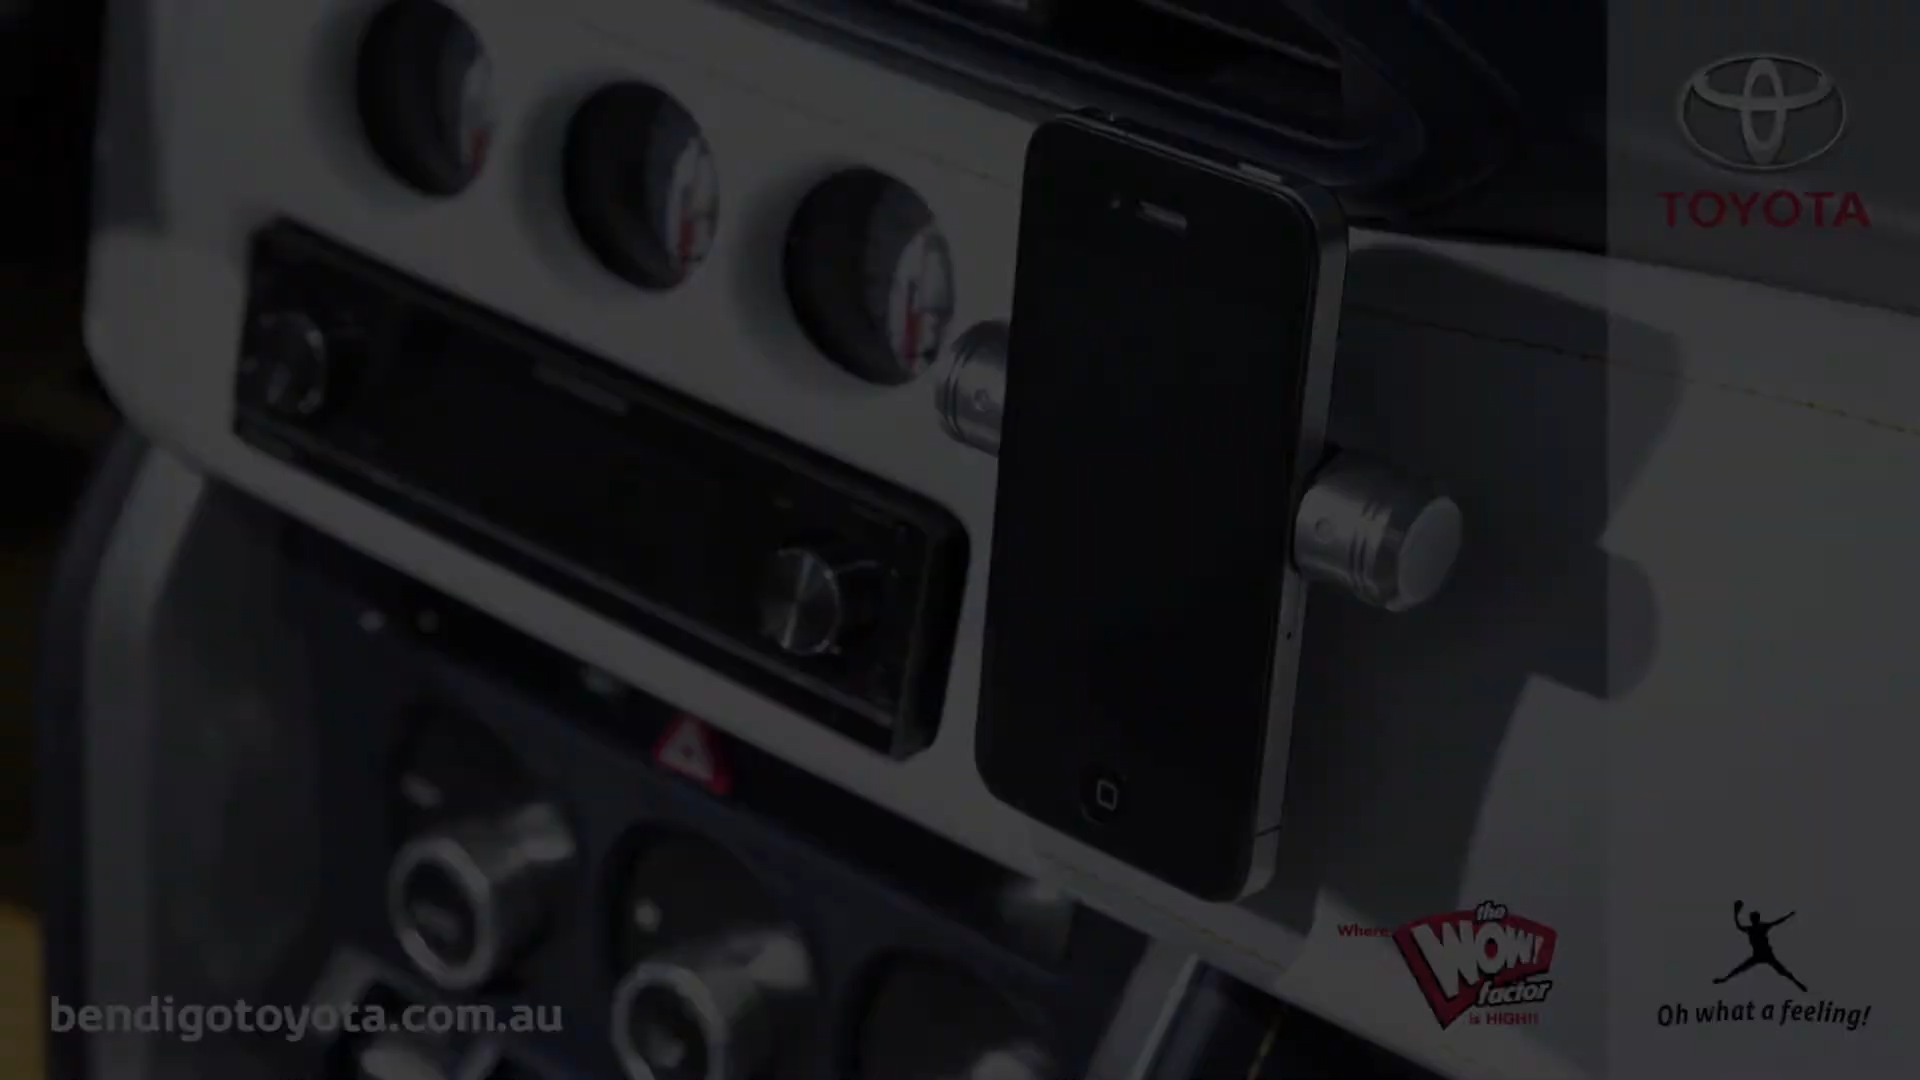 TOYOTA
Where
the
WOW!
factor
is HIGH!!
Oh what a feeling!
bendigotoyota.com.au